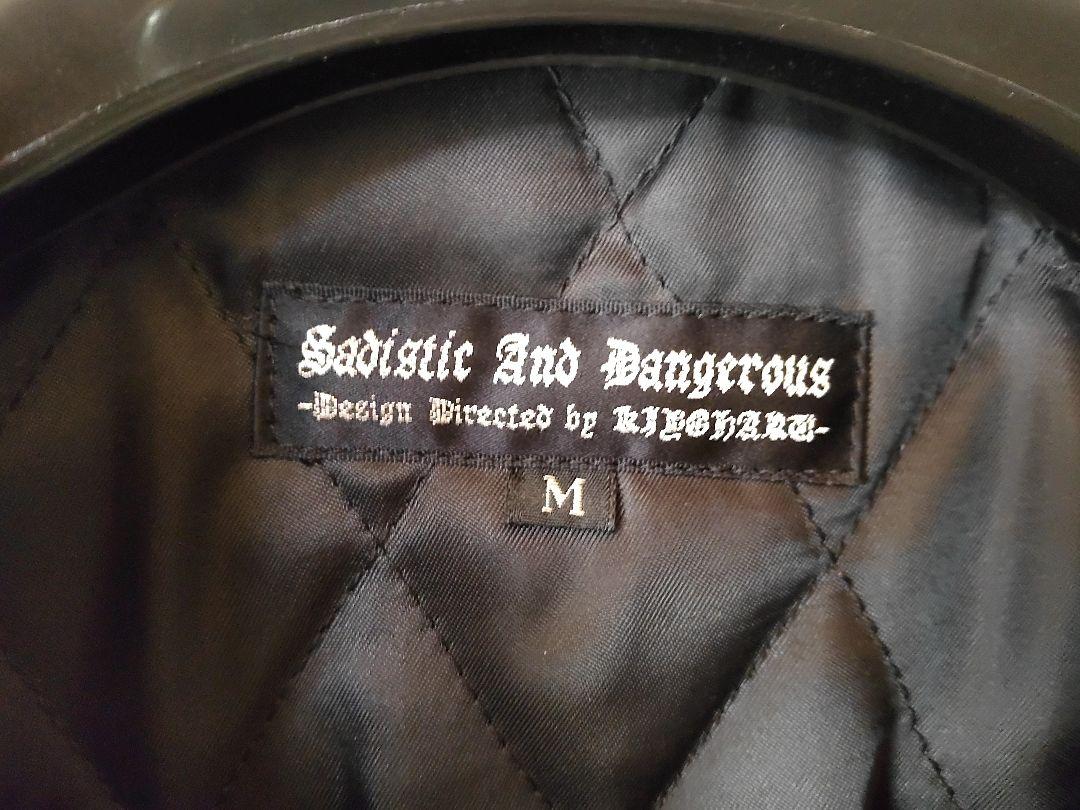 Sadistic And Dangerous
-Design Directed by KIYOHARU-
M